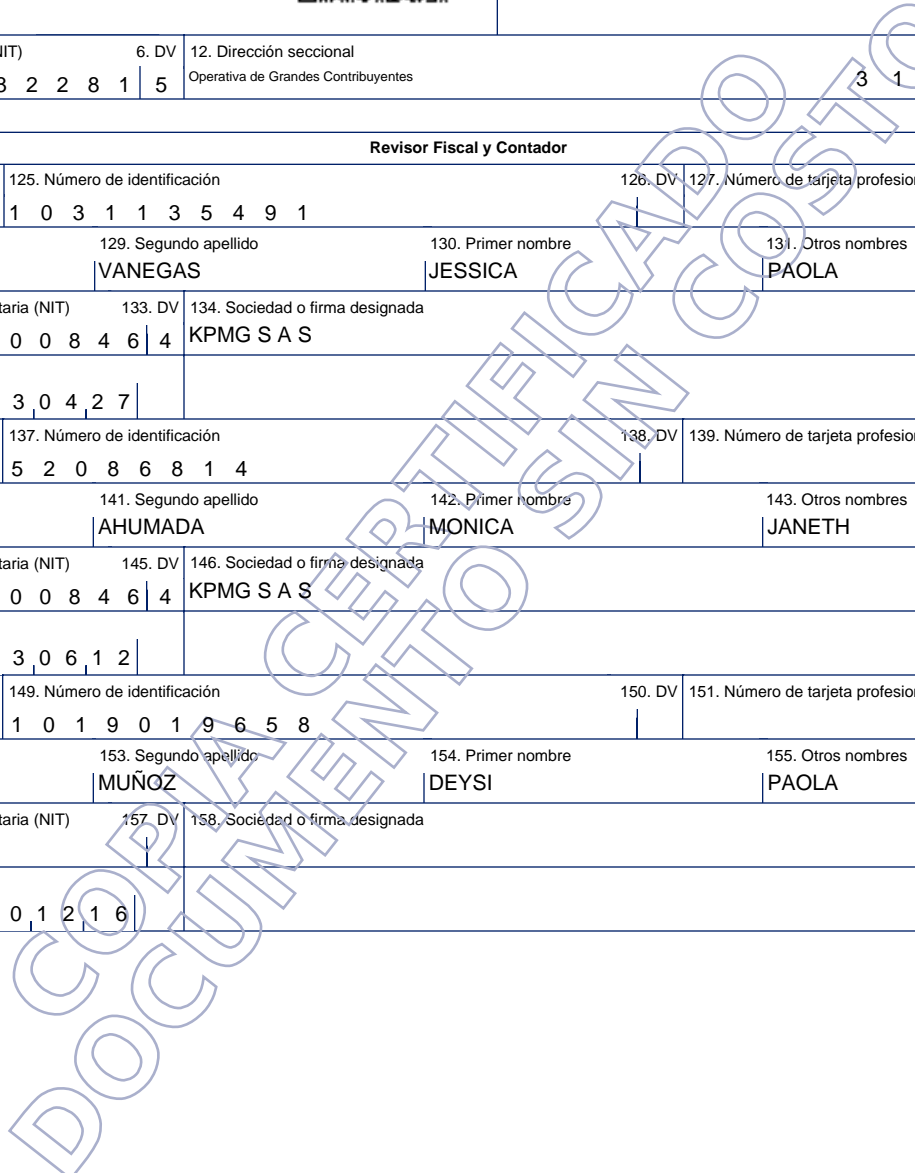 IT) 6. DV 12. Dirección seccional
3 2 2 8 1 5 Operativa de Grandes Contribuyentes 3 1
Revisor Fiscal y Contador
125. Número de identificación 126. DV 127. Número de tarjeta profesion
1 0 3 1 1 3 5 4 9 1
129. Segundo apellido 130. Primer nombre 131. Otros nombres
VANEGAS JESSICA PAOLA
taria (NIT) 133. DV 134. Sociedad o firma designada
0 0 8 4 6 4 KPMG S A S
3 0 4 2 7
137. Número de identificación 138. DV 139. Número de tarjeta profesion
5 2 0 8 6 8 1 4
141. Segundo apellido 142. Primer nombre 143. Otros nombres
AHUMADA MONICA JANETH
taria (NIT) 145. DV 146. Sociedad o firma designada
0 0 8 4 6 4 KPMG S A S
3 0 6 1 2
149. Número de identificación 150. DV 151. Número de tarjeta profesion
1 0 1 9 0 1 9 6 5 8
153. Segundo apellido 154. Primer nombre 155. Otros nombres
MUÑOZ DEYSI PAOLA
taria (NIT) 157. DV 158. Sociedad o firma designada
0 1 2 1 6
COPIA CERTIFICADO
DOCUMENTO SIN COSTO